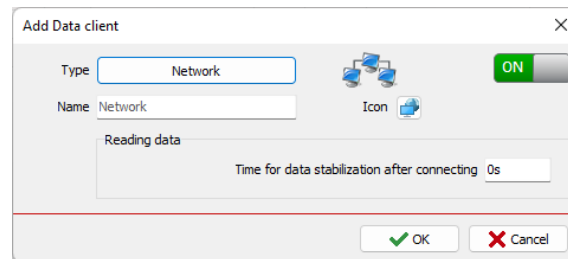 Add Data client
Type Network ON
Name Network Icon
Reading data
Time for data stabilization after connecting 0s
OK Cancel